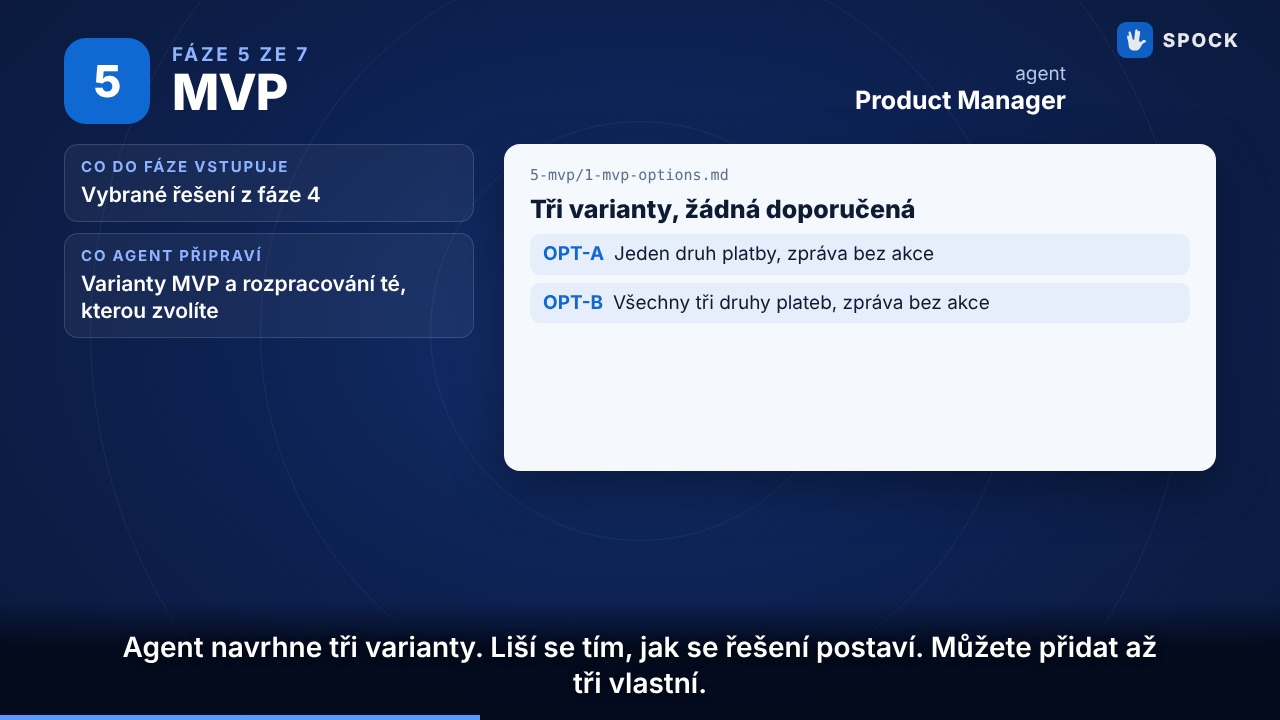 5
FÁZE 5 ZE 7
MVP
SPOCK
agent
Product Manager
CO DO FÁZE VSTUPUJE
Vybrané řešení z fáze 4
CO AGENT PŘIPRAVÍ
Varianty MVP a rozpracování té,
kterou zvolíte
5-mvp/1-mvp-options.md
Tři varianty, žádná doporučená
OPT-A Jeden druh platby, zpráva bez akce
OPT-B Všechny tři druhy plateb, zpráva bez akce
Agent navrhne tři varianty. Liší se tím, jak se řešení postaví. Můžete přidat až
tři vlastní.